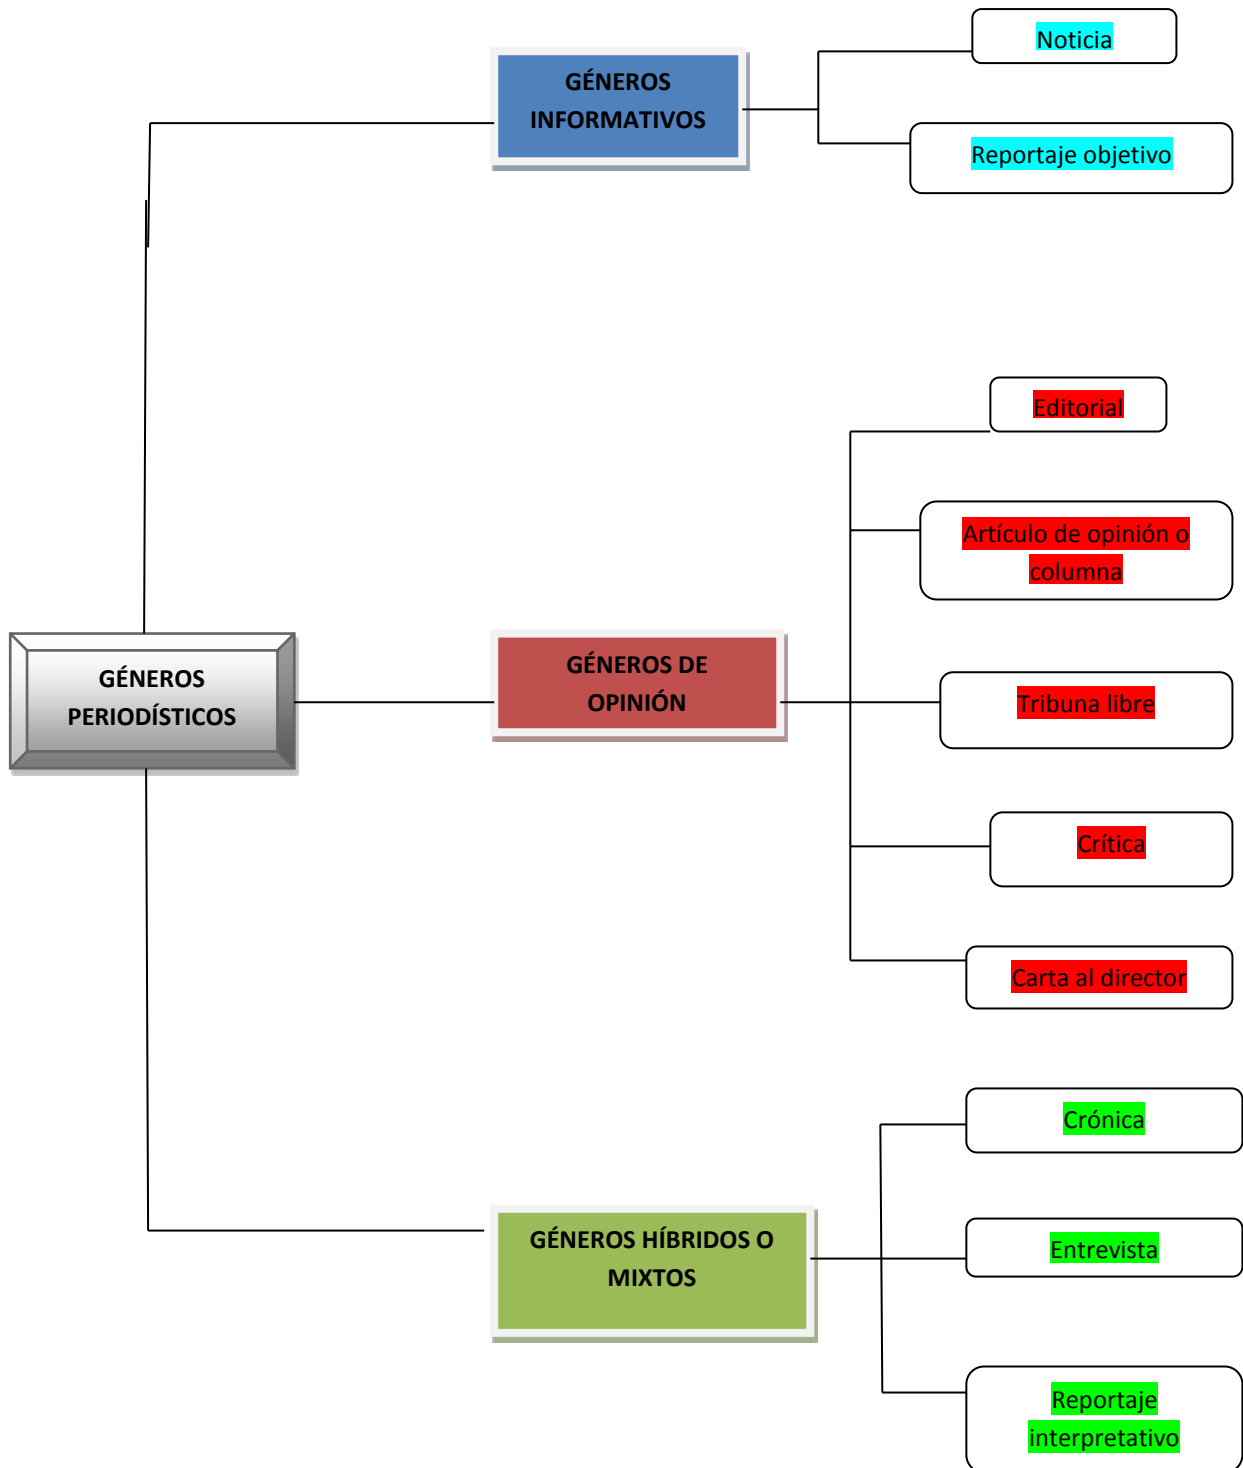 GÉNEROS
PERIODÍSTICOS
GÉNEROS
INFORMATIVOS
Noticia
Reportaje objetivo
GÉNEROS DE
OPINIÓN
Editorial
Artículo de opinión o
columna
Tribuna libre
Crítica
Carta al director
GÉNEROS HÍBRIDOS O
MIXTOS
Crónica
Entrevista
Reportaje
interpretativo